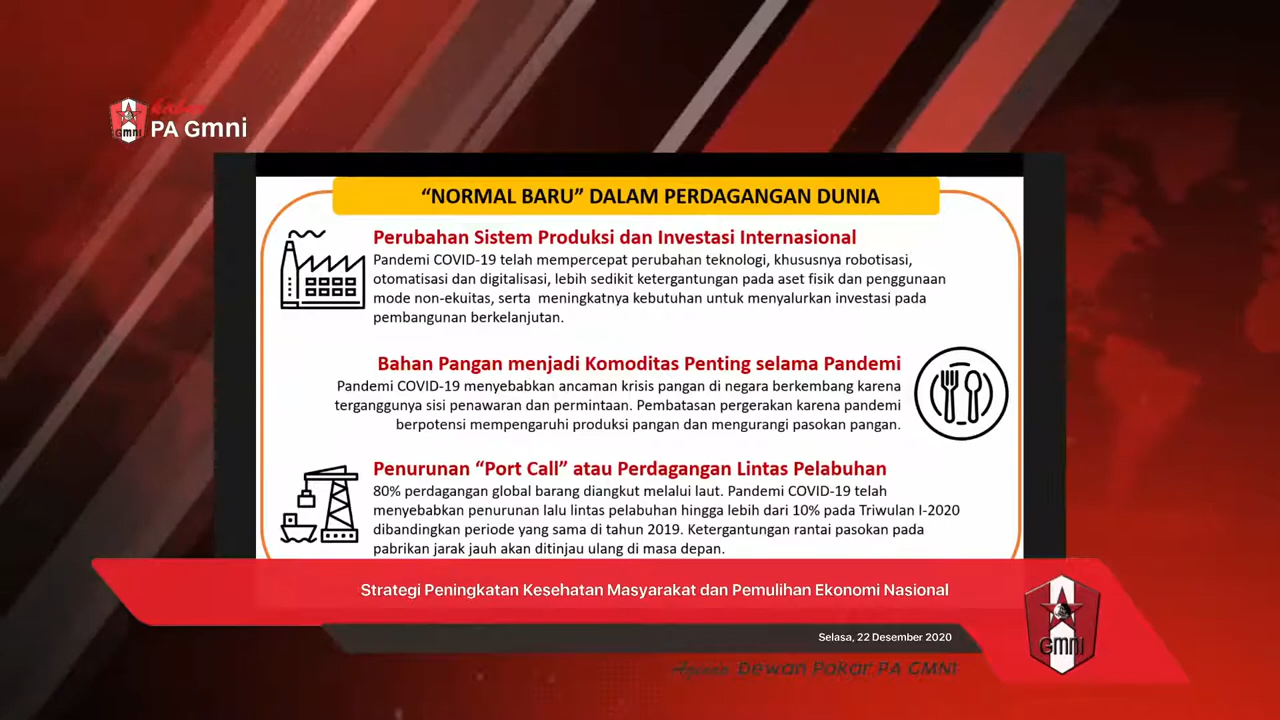 GMNI
PA Gmni
“NORMAL BARU” DALAM PERDAGANGAN DUNIA
Perubahan Sistem Produksi dan Investasi Internasional
Pandemi COVID-19 telah mempercepat perubahan teknologi, khususnya robotisasi,
otomatisasi dan digitalisasi, lebih sedikit ketergantungan pada aset fisik dan penggunaan
mode non-ekuitas, serta meningkatnya kebutuhan untuk menyalurkan investasi pada
pembangunan berkelanjutan.
Bahan Pangan menjadi Komoditas Penting selama Pandemi
Pandemi COVID-19 menyebabkan ancaman krisis pangan di negara berkembang karena
terganggunya sisi penawaran dan permintaan. Pembatasan pergerakan karena pandemi
berpotensi mempengaruhi produksi pangan dan mengurangi pasokan pangan.
Penurunan “Port Call” atau Perdagangan Lintas Pelabuhan
80% perdagangan global barang diangkut melalui laut. Pandemi COVID-19 telah
menyebabkan penurunan lalu lintas pelabuhan hingga lebih dari 10% pada Triwulan I-2020
dibandingkan periode yang sama di tahun 2019. Ketergantungan rantai pasokan pada
pabrikan jarak jauh akan ditinjau ulang di masa depan.
Strategi Peningkatan Kesehatan Masyarakat dan Pemulihan Ekonomi Nasional
Selasa, 22 Desember 2020
GMNI
Dewan Pakar PA GMNI